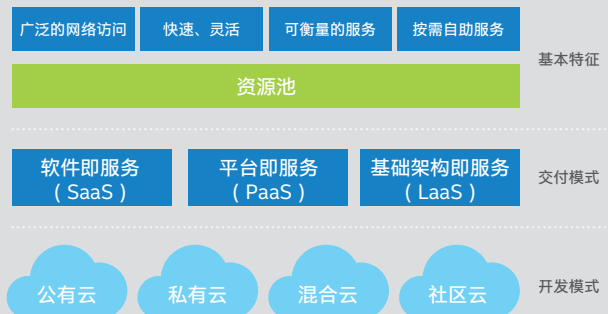 广泛的网络访问
快速、灵活
可衡量的服务
按需自助服务
基本特征
资源池
软件即服务
（SaaS）
平台即服务
（PaaS）
基础架构即服务
（LaaS）
交付模式
公有云
私有云
混合云
社区云
开发模式